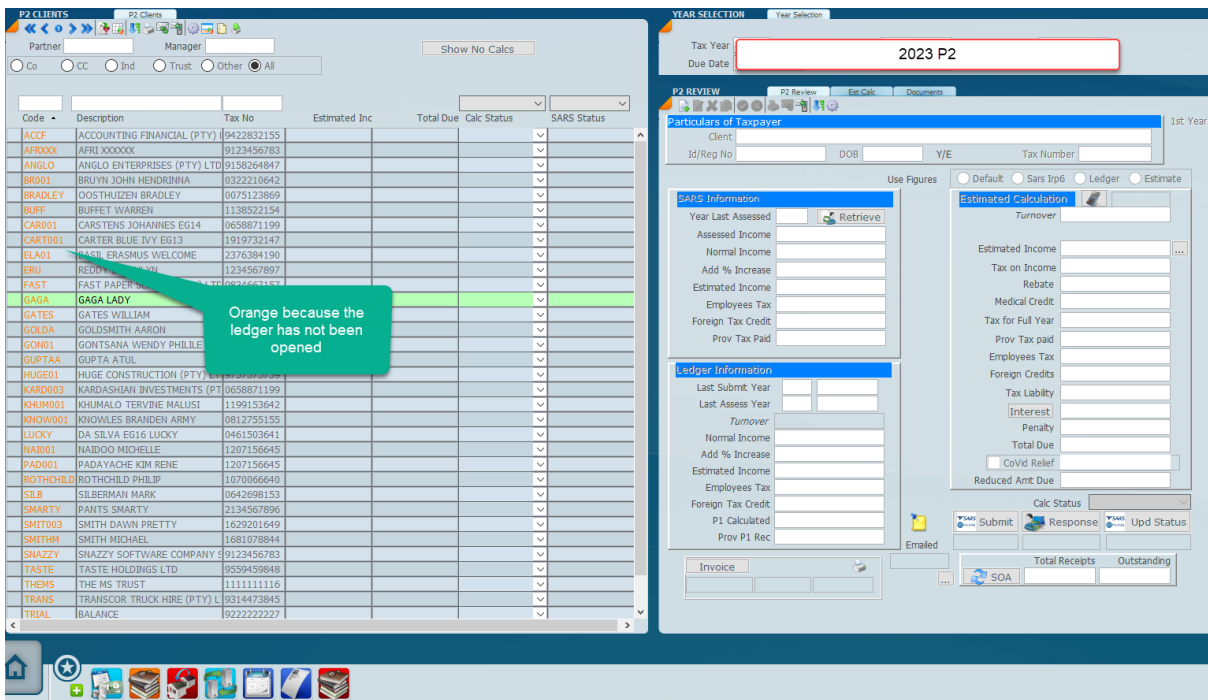 P2 CLIENTS P2 Clients
Partner Manager Show No Calcs
Co CC Ind Trust Other All
Code Description Tax No Estimated Inc Total Due Calc Status SARS Status
ACCF ACCOUNTING FINANCIAL (PTY) 9422832155
AFRXXX AFRI XXXXXX 9123456783
ANGLO ANGLO ENTERPRISES (PTY) LTD 9158264847
BR001 BRUYN JOHN HENDRINNA 0322210642
BRADLEY OOSTHUIZEN BRADLEY 0075123869
BUFF BUFFET WARREN 1138522154
CAR001 CARSTENS JOHANNES EG14 0658871199
CART001 CARTER BLUE IVY EG13 1919732147
ELA01 BASIL ERASMUS WELCOME 2376384190
ERU REDDY 1234567897
FAST FAST PAPER
GAGA GAGA LADY
GATES GATES WILLIAM
GOLDA GOLDSMITH AARON
GON01 GONTSANA WENDY PHILILE
GUPTAA GUPTA ATUL
HUGE01 HUGE CONSTRUCTION (PTY)
KARD003 KARDASHIAN INVESTMENTS (PT 0658871199
KHUM001 KHUMALO TERVINE MALUSI 1199153642
KNOW001 KNOWLES BRANDEN ARMY 0812755155
LUCKY DA SILVA EG16 LUCKY 0461503641
NAI001 NAIDOO MICHELLE 1207156645
PAD001 PADAYACHE KIM RENE 1207156645
ROTHCHILD ROTHCHILD PHILIP 1070066640
SILB SILBERMAN MARK 0642698153
SMARTY PANTS SMARTY 2134567896
SMIT003 SMITH DAWN PRETTY 1629201649
SMITHM SMITH MICHAEL 1681078844
SNAZZY SNAZZY SOFTWARE COMPANY 9123456783
TASTE TASTE HOLDINGS LTD 9559459848
THEMS THE MS TRUST 1111111116
TRANS TRANSCOR TRUCK HIRE (PTY) L 9314473845
TRIAL BALANCE 9222222227
Orange because the
ledger has not been
opened
YEAR SELECTION Year Selection
Tax Year
Due Date
2023 P2
P2 REVIEW P2 Review Est Calc Documents
Particulars of Taxpayer 1st Year
Client
Id/Reg No DOB Y/E Tax Number
Use Figures Default Sars Irp6 Ledger Estimate
SARS Information
Year Last Assessed Retrieve
Assessed Income
Normal Income
Add % Increase
Estimated Income
Employees Tax
Foreign Tax Credit
Prov Tax Paid
Ledger Information
Last Submit Year
Last Assess Year
Turnover
Normal Income
Add % Increase
Estimated Income
Employees Tax
Foreign Tax Credit
P1 Calculated
Prov P1 Rec
Invoice
Estimated Calculation
Turnover
Estimated Income ...
Tax on Income
Rebate
Medical Credit
Tax for Full Year
Prov Tax paid
Employees Tax
Foreign Credits
Tax Liability
Interest
Penalty
Total Due
CoVid Relief
Reduced Amt Due
Calc Status
Submit Response Upd Status
Emailed
Total Receipts Outstanding
... SOA